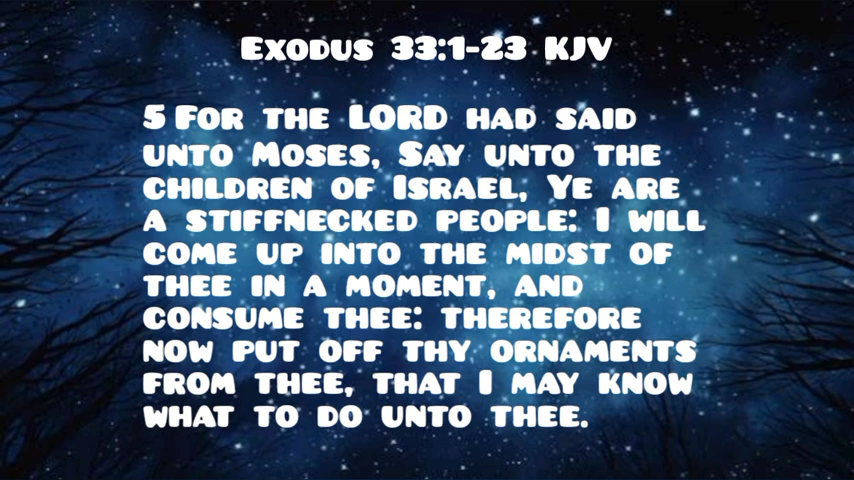 Exodus 33:1-23 KJV
5 For the LORD had said
unto Moses, Say unto the
children of Israel, Ye are
a stiffnecked people: I will
come up into the midst of
thee in a moment, and
consume thee: therefore
now put off thy ornaments
from thee, that I may know
what to do unto thee.